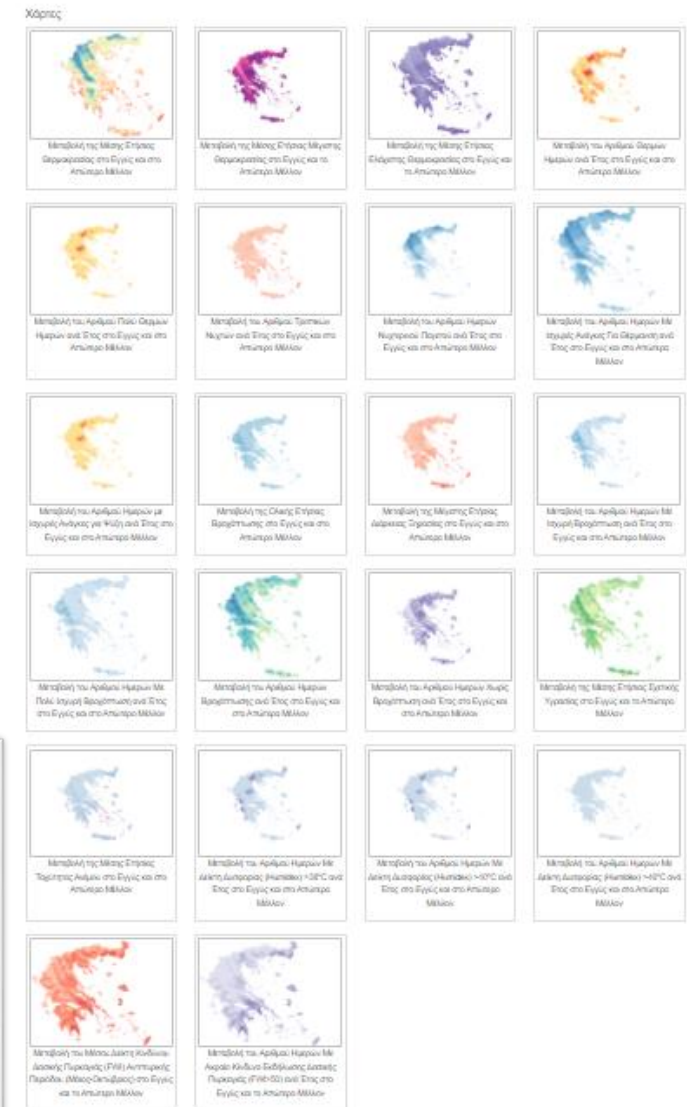 Χάρτες
Μεταβολή της Μέσης Ετήσιας
Θερμοκρασίας στο Εγγύς και στο
Απώτερο Μέλλον
Μεταβολή της Μέσης Ετήσιας Μέγιστης
Θερμοκρασίας στο Εγγύς και το
Απώτερο Μέλλον
Μεταβολή της Μέσης Ετήσιας
Ελάχιστης Θερμοκρασίας στο Εγγύς και
το Απώτερο Μέλλον
Μεταβολή του Αριθμού Θερμών
Ημερών ανά Έτος στο Εγγύς και στο
Απώτερο Μέλλον
Μεταβολή του Αριθμού Πολύ Θερμών
Ημερών ανά Έτος στο Εγγύς και στο
Απώτερο Μέλλον
Μεταβολή του Αριθμού Τροπικών
Νυχτών ανά Έτος στο Εγγύς και στο
Απώτερο Μέλλον
Μεταβολή του Αριθμού Ημερών
Νυχτερινού Παγετού ανά Έτος στο
Εγγύς και στο Απώτερο Μέλλον
Μεταβολή του Αριθμού Ημερών Με
Ισχυρές Ανάγκες Για Θέρμανση ανά
Έτος στο Εγγύς και στο Απώτερο
Μέλλον
Μεταβολή του Αριθμού Ημερών με
Ισχυρές Ανάγκες για Ψύξη ανά Έτος στο
Εγγύς και στο Απώτερο Μέλλον
Μεταβολή της Ολικής Ετήσιας
Βροχόπτωσης στο Εγγύς και στο
Απώτερο Μέλλον
Μεταβολή της Μέγιστης Ετήσιας
Διάρκειας Ξηρασίας στο Εγγύς και στο
Απώτερο Μέλλον
Μεταβολή του Αριθμού Ημερών Με
Ισχυρή Βροχόπτωση ανά Έτος στο
Εγγύς και στο Απώτερο Μέλλον
Μεταβολή του Αριθμού Ημερών Με
Πολύ Ισχυρή Βροχόπτωση ανά Έτος
στο Εγγύς και στο Απώτερο Μέλλον
Μεταβολή του Αριθμού Ημερών
Βροχόπτωσης ανά Έτος στο Εγγύς και
στο Απώτερο Μέλλον
Μεταβολή του Αριθμού Ημερών Χωρίς
Βροχόπτωση ανά Έτος στο Εγγύς και
στο Απώτερο Μέλλον
Μεταβολή της Μέσης Ετήσιας Σχετικής
Υγρασίας στο Εγγύς και το Απώτερο
Μέλλον
Μεταβολή της Μέσης Ετήσιας
Ταχύτητας Ανέμου στο Εγγύς και στο
Απώτερο Μέλλον
Μεταβολή του Αριθμού Ημερών Με
Δείκτη Δυσφορίας (Humidex) >38°C ανά
Έτος στο Εγγύς και στο Απώτερο
Μέλλον
Μεταβολή του Αριθμού Ημερών Με
Δείκτη Δυσφορίας (Humidex) ανά
Έτος στο Εγγύς και στο Απώτερο
Μέλλον
Μεταβολή του Αριθμού Ημερών Με
Δείκτη Δυσφορίας (Humidex) ανά
Έτος στο Εγγύς και στο Απώτερο
Μέλλον
Μεταβολή του Μέσου Δείκτη Κινδύνου
Δασικής Πυρκαγιάς (FWI) Αντιπυρικής
Περιόδου (Μάιος-Οκτώβριος) στο Εγγύς
και το Απώτερο Μέλλον
Μεταβολή του Αριθμού Ημερών Με
Ακραίο Κίνδυνο Εκδήλωσης Δασικής
Πυρκαγιάς (FWI>50) ανά Έτος στο
Εγγύς και το Απώτερο Μέλλον